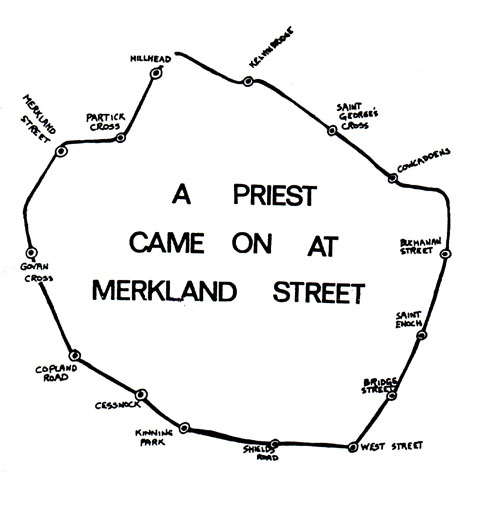 HILLHEAD
KELVINBRIDGE
SAINT
GEORGE'S
CROSS
COWCADDENS
BUCHANAN
STREET
SAINT
ENOCH
BRIDGE
STREET
WEST STREET
SHIELDS
ROAD
KINNING
PARK
CESSNOCK
COPLAND
ROAD
GOVAN
CROSS
MERKLAND
STREET
PARTICK
CROSS
A PRIEST
CAME ON AT
MERKLAND STREET